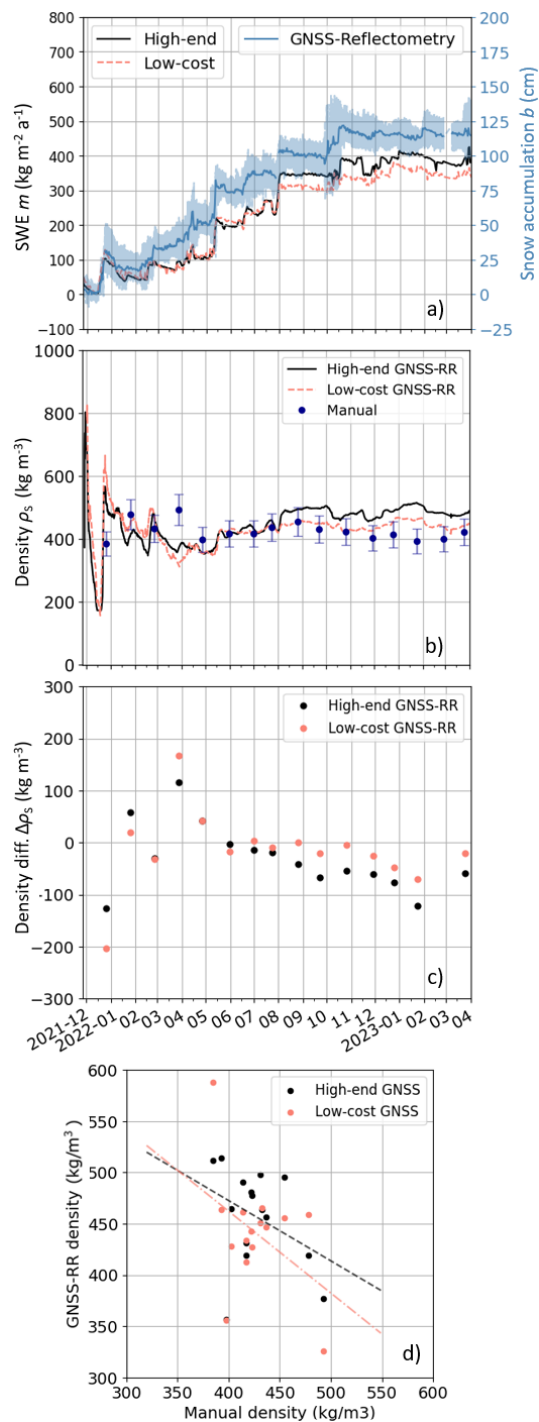 High-end
Low-cost
GNSS-Reflectometry
800
700
600
500
400
300
200
100
0
−100
SWE m (kg m-2 a-1)
200
175
150
125
100
75
50
25
0
−25
Snow accumulation b (cm)
a)
1000
800
600
400
200
0
Density ρs (kg m-3)
High-end GNSS-RR
Low-cost GNSS-RR
Manual
b)
300
200
100
0
-100
−200
−300
Density diff. Δρs (kg m-3)
High-end GNSS-RR
Low-cost GNSS-RR
c)
2021-12
2022-01
02
03
04
05
06
07
08
09
10
11
12
2023-01
02
03
04
600
550
500
450
400
350
300
GNSS-RR density (kg/m3)
High-end GNSS
Low-cost GNSS
d)
300 350 400 450 500 550 600
Manual density (kg/m3)